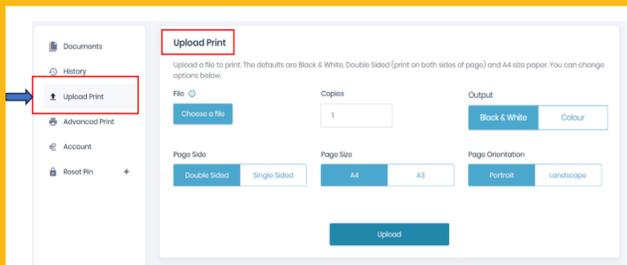 Documents
History
Upload Print
Advanced Print
Account
Reset Pin +
Upload Print
Upload a file to print. The defaults are Black & White, Double Sided (print on both sides of page) and A4 size paper. You can change
options below.
File
Copies
Output
Choose a file
1
Black & White
Colour
Page Side
Page Size
Page Orientation
Double Sided
Single Sided
A4
A3
Portrait
Landscape
Upload